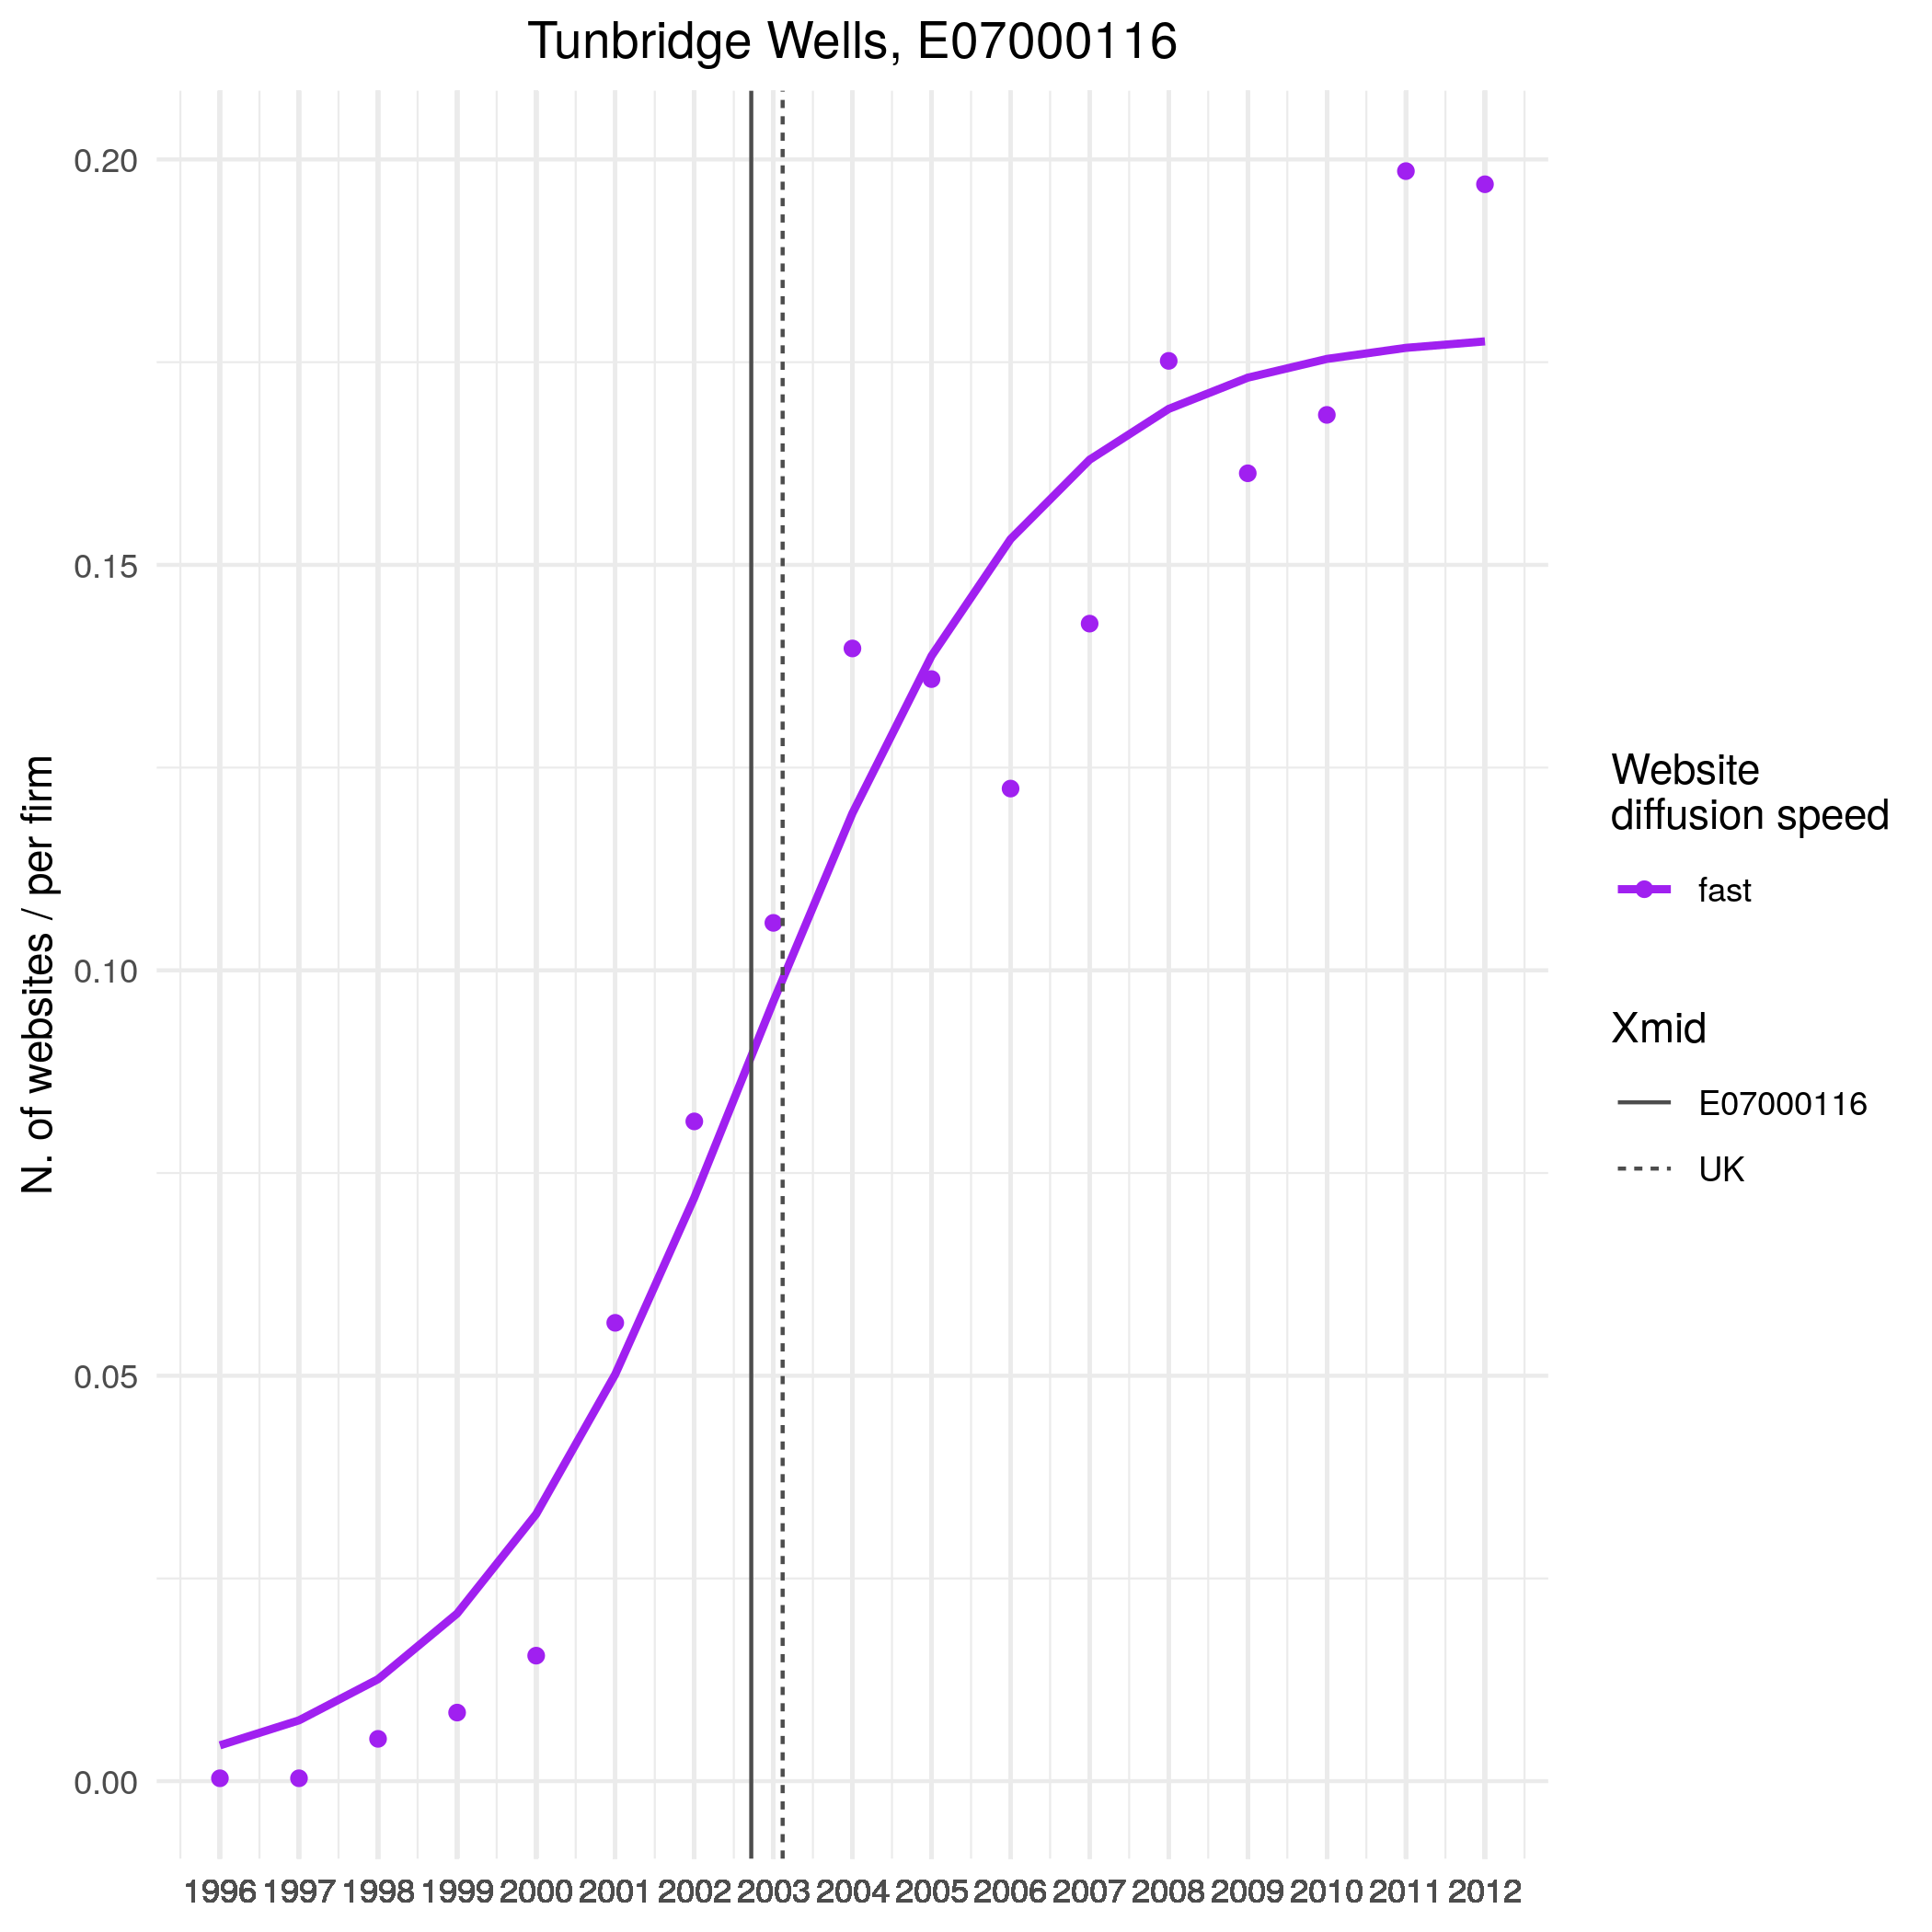 Tunbridge Wells, E07000116
N. of websites / per firm
0.20
0.15
0.10
0.05
0.00
1996 1997 1998 1999 2000 2001 2002 2003 2004 2005 2006 2007 2008 2009 2010 2011 2012
Website
diffusion speed
fast
Xmid
E07000116
UK